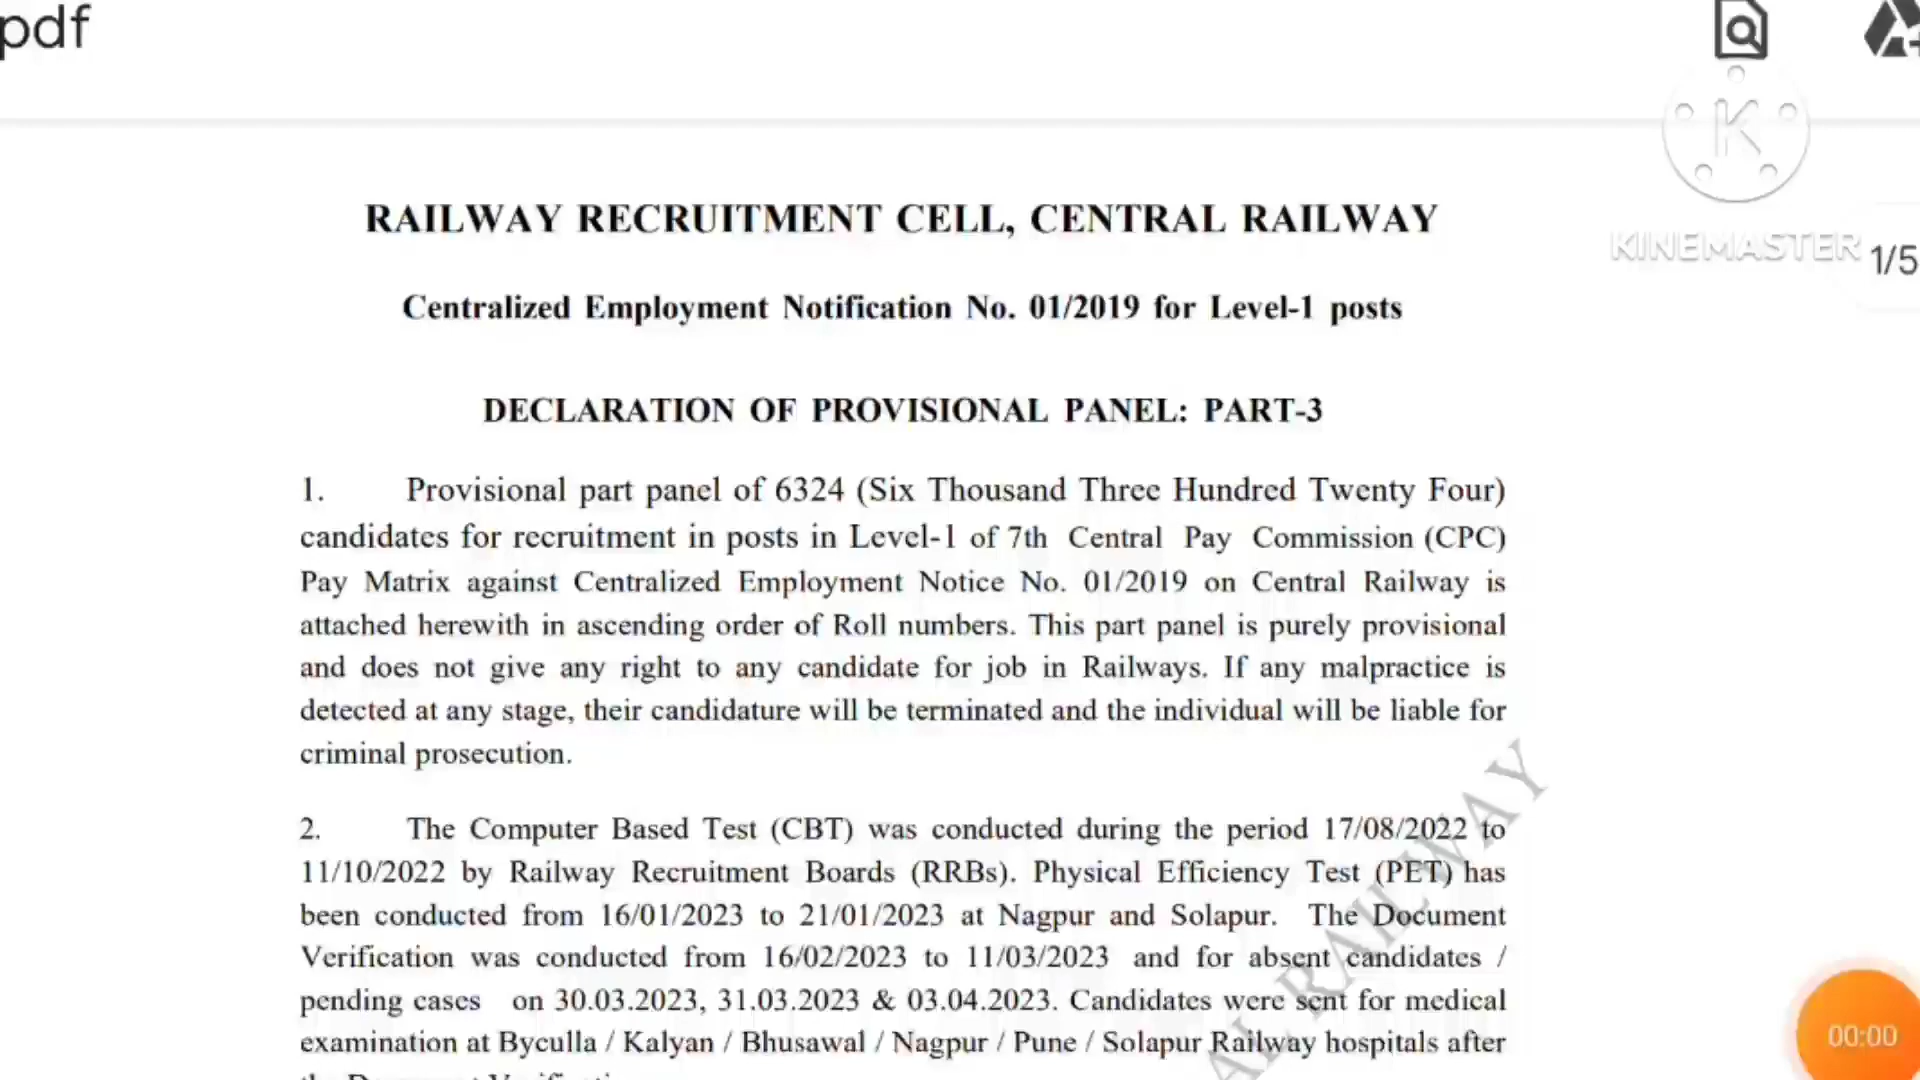 pdf
KINEMASTER
1/5
RAILWAY RECRUITMENT CELL, CENTRAL RAILWAY
Centralized Employment Notification No. 01/2019 for Level-1 posts
DECLARATION OF PROVISIONAL PANEL: PART-3
1. Provisional part panel of 6324 (Six Thousand Three Hundred Twenty Four)
candidates for recruitment in posts in Level-1 of 7th Central Pay Commission (CPC)
Pay Matrix against Centralized Employment Notice No. 01/2019 on Central Railway is
attached herewith in ascending order of Roll numbers. This part panel is purely provisional
and does not give any right to any candidate for job in Railways. If any malpractice is
detected at any stage, their candidature will be terminated and the individual will be liable for
criminal prosecution.
2. The Computer Based Test (CBT) was conducted during the period 17/08/2022 to
11/10/2022 by Railway Recruitment Boards (RRBs). Physical Efficiency Test (PET) has
been conducted from 16/01/2023 to 21/01/2023 at Nagpur and Solapur. The Document
Verification was conducted from 16/02/2023 to 11/03/2023 and for absent candidates /
pending cases on 30.03.2023, 31.03.2023 & 03.04.2023. Candidates were sent for medical
examination at Byculla / Kalyan / Bhusawal / Nagpur / Pune / Solapur Railway hospitals after
AL RAILWAY
00:00